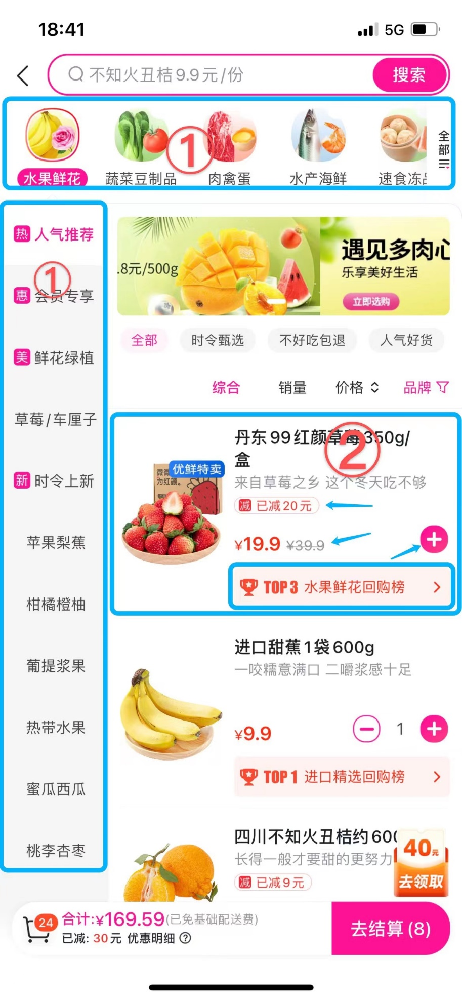 18:41
5G
不知火丑桔9.9元/份
搜索
①
水果鲜花
蔬菜豆制品
肉禽蛋
水产海鲜
速食冻品
全部
热 人气推荐
①
惠 会员专享
美 鲜花绿植
草莓/车厘子
新 时令上新
苹果梨蕉
柑橘橙柚
葡提浆果
热带水果
蜜瓜西瓜
桃李杏枣
.8元/500g
遇见多肉心
乐享美好生活
立即选购
全部
时令甄选
不好吃包退
人气好货
综合
销量
价格
品牌
②
优鲜特卖
为红颜。
丹东99红颜草莓350g/
盒
来自草莓之乡 这个冬天吃不够
减 已减20元
¥19.9 ¥39.9
TOP 3 水果鲜花回购榜
进口甜蕉1袋600g
一咬糯意满口 二嚼浆感十足
¥9.9
1
TOP 1 进口精选回购榜
四川不知火丑桔约600
长得一般才要甜的更努力
减 已减9元
40元
去领取
24
合计:¥169.59(已免基础配送费)
已减: 30元 优惠明细
去结算(8)